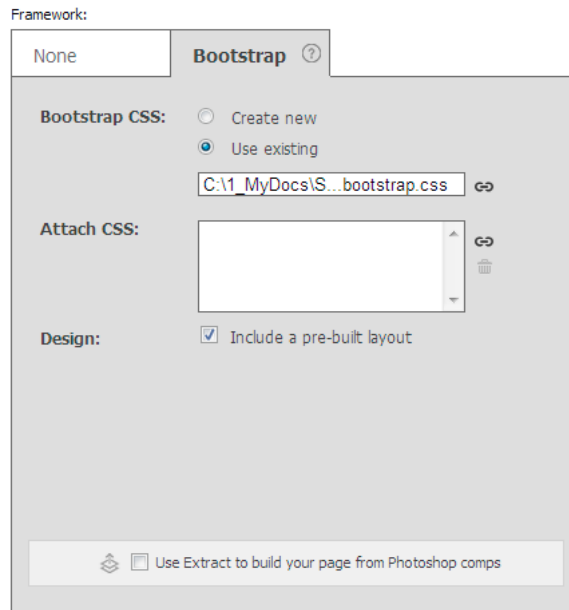 Framework:
None
Bootstrap ?
Bootstrap CSS:
Create new
Use existing
C:\1_MyDocs\S...bootstrap.css
Attach CSS:
Design:
Include a pre-built layout
Use Extract to build your page from Photoshop comps